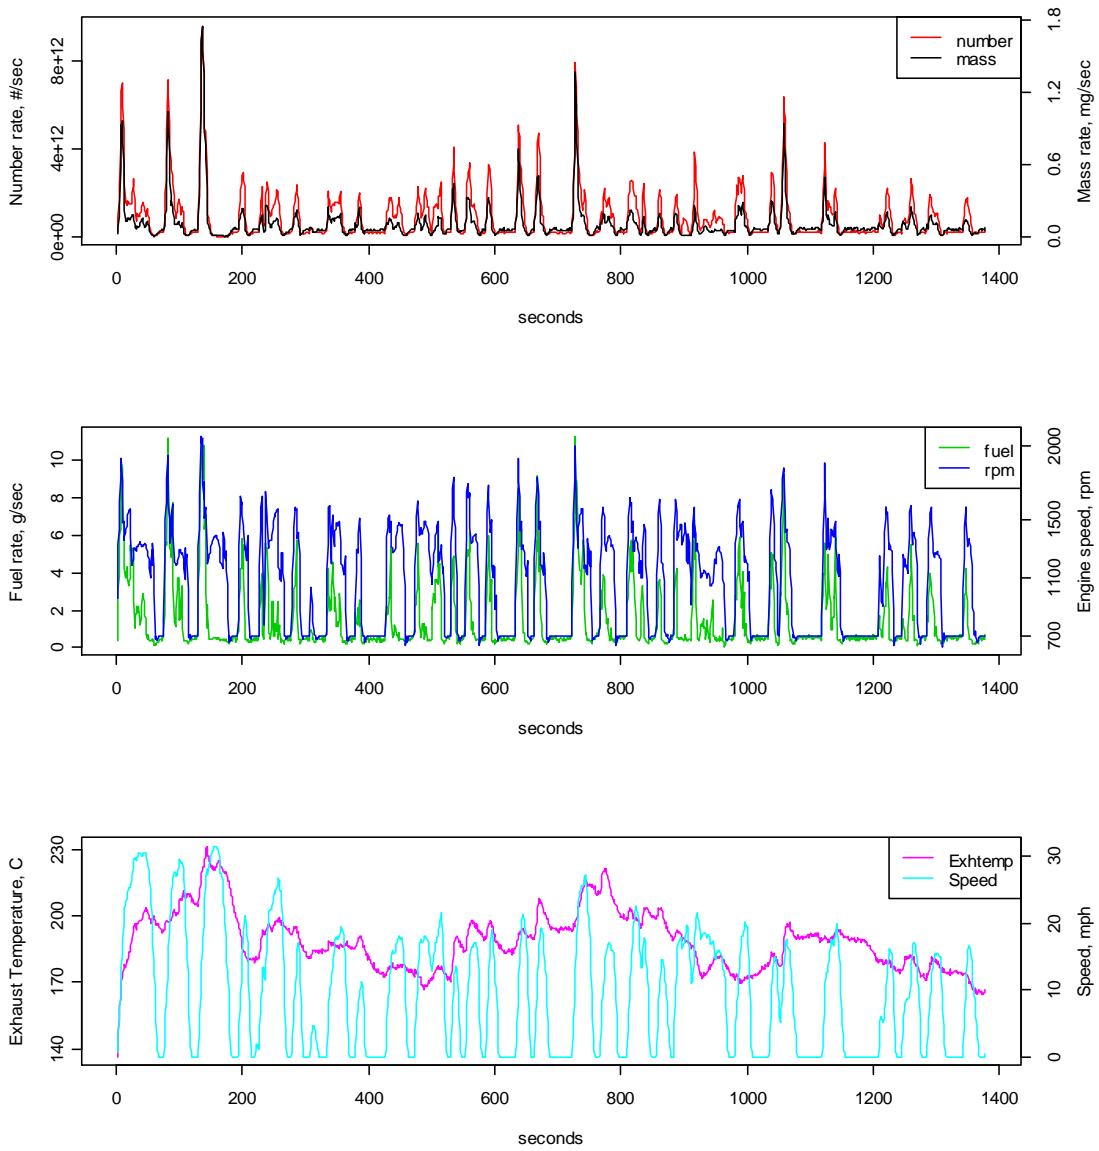 number
mass
Number rate, #/sec
0e+00 4e+12 8e+12
Mass rate, mg/sec
0.0 0.6 1.2 1.8
0 200 400 600 800 1000 1200 1400
seconds
fuel
rpm
Fuel rate, g/sec
0 2 4 6 8 10
Engine speed, rpm
700 1100 1500 2000
0 200 400 600 800 1000 1200 1400
seconds
Exhtemp
Speed
Exhaust Temperature, C
140 170 200 230
Speed, mph
0 10 20 30
0 200 400 600 800 1000 1200 1400
seconds